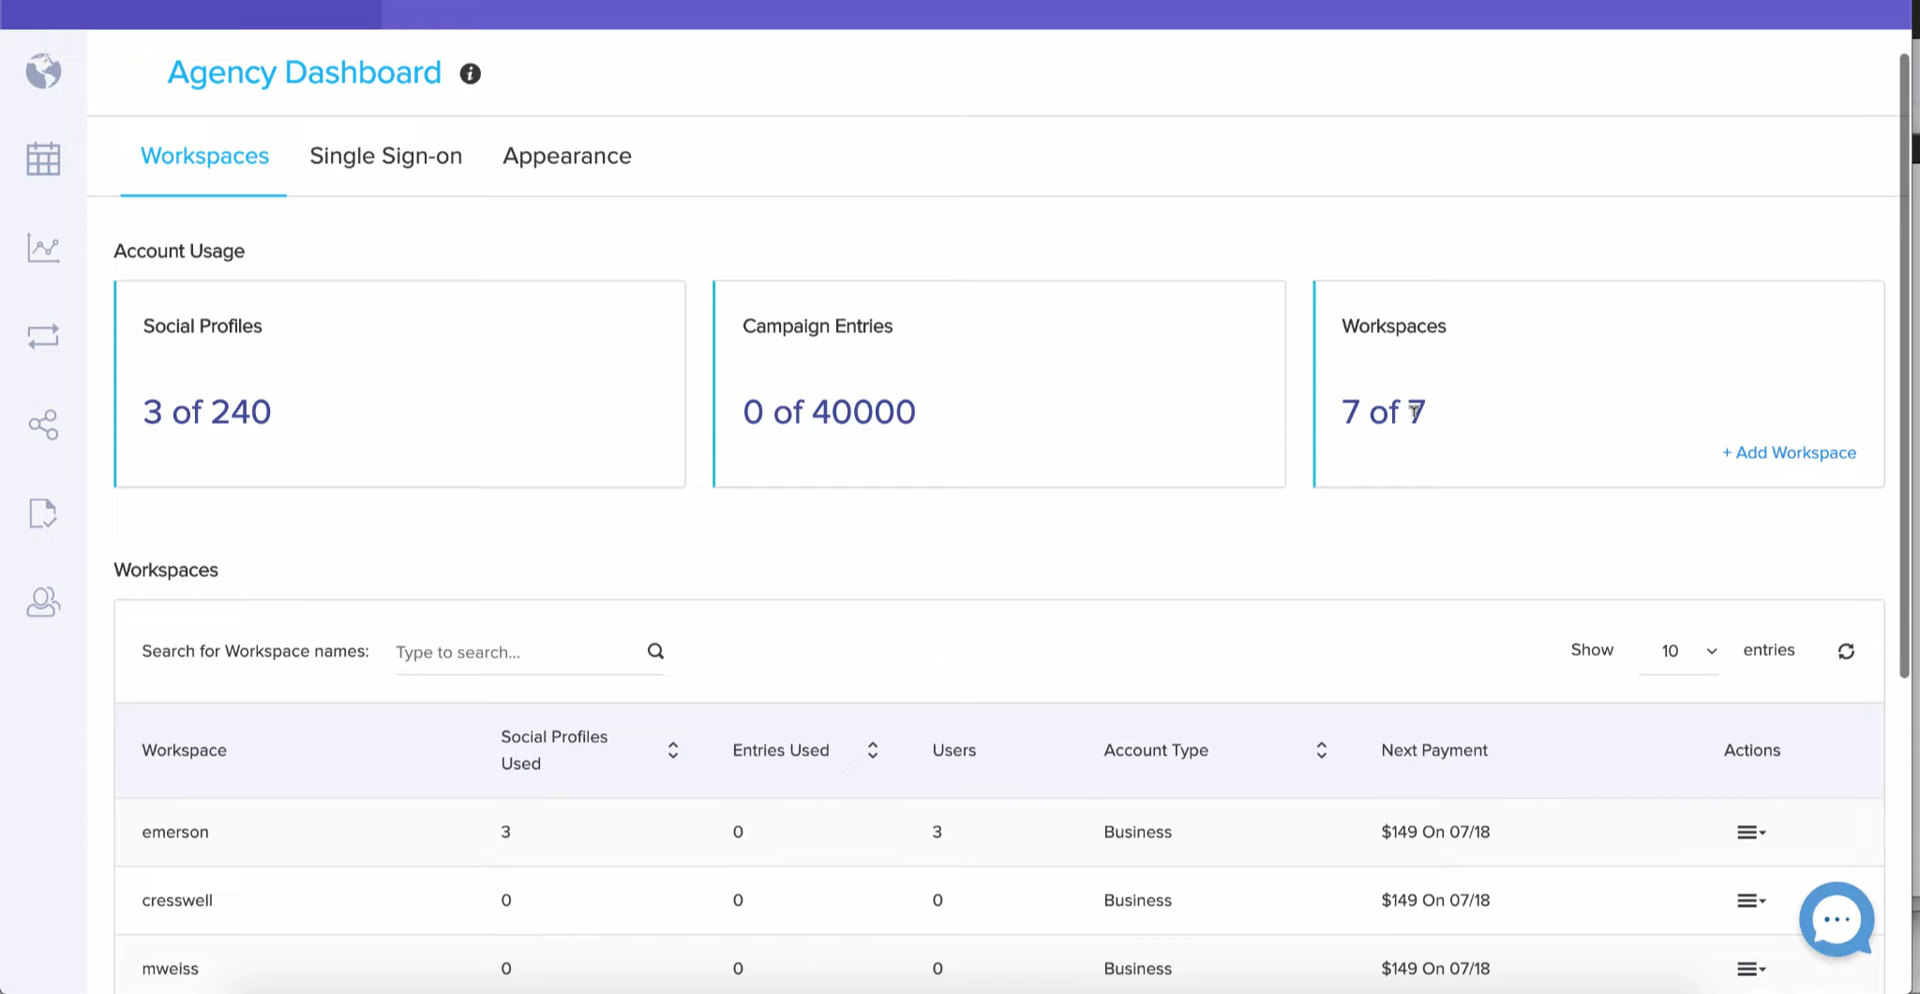 Agency Dashboard
Workspaces Single Sign-on Appearance
Account Usage
Social Profiles
3 of 240
Campaign Entries
0 of 40000
Workspaces
7 of 7
+ Add Workspace
Workspaces
Search for Workspace names: Type to search... Show 10 entries
Workspace Social Profiles Used Entries Used Users Account Type Next Payment Actions
emerson 3 0 3 Business $149 On 07/18
cresswell 0 0 0 Business $149 On 07/18
mweiss 0 0 0 Business $149 On 07/18